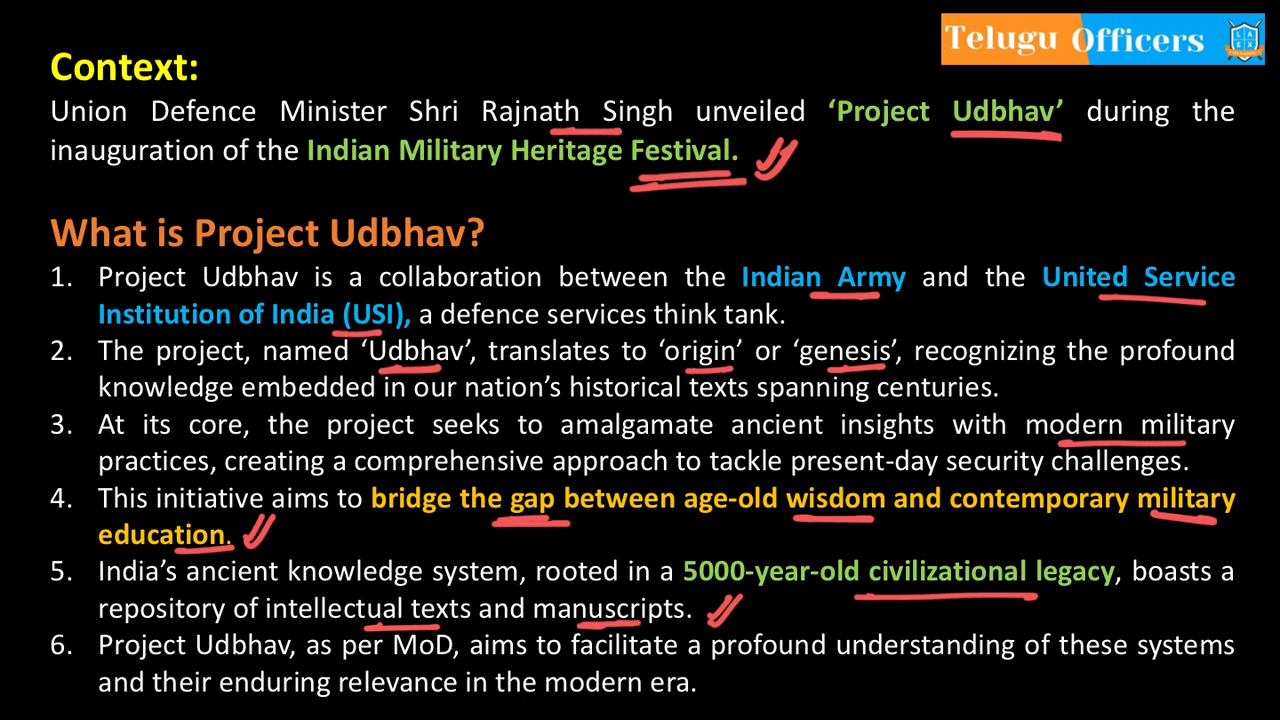 Telugu Officers
Context:
Union Defence Minister Shri Rajnath Singh unveiled ‘Project Udbhav’ during the
inauguration of the Indian Military Heritage Festival.
What is Project Udbhav?
1. Project Udbhav is a collaboration between the Indian Army and the United Service
Institution of India (USI), a defence services think tank.
2. The project, named ‘Udbhav’, translates to ‘origin’ or ‘genesis’, recognizing the profound
knowledge embedded in our nation’s historical texts spanning centuries.
3. At its core, the project seeks to amalgamate ancient insights with modern military
practices, creating a comprehensive approach to tackle present-day security challenges.
4. This initiative aims to bridge the gap between age-old wisdom and contemporary military
education.
5. India’s ancient knowledge system, rooted in a 5000-year-old civilizational legacy, boasts a
repository of intellectual texts and manuscripts.
6. Project Udbhav, as per MoD, aims to facilitate a profound understanding of these systems
and their enduring relevance in the modern era.